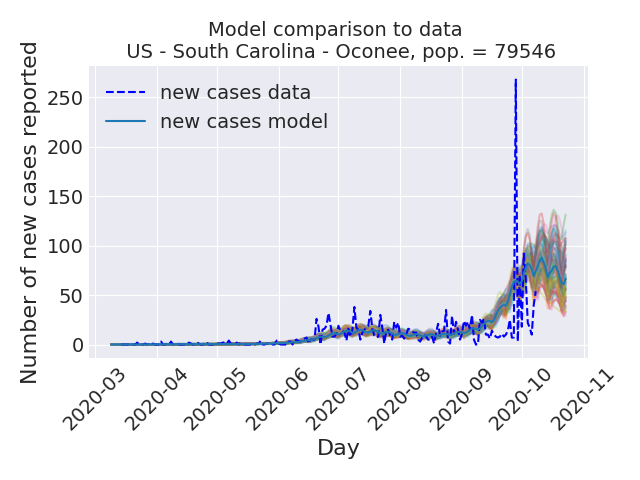 Model comparison to data
US - South Carolina - Oconee, pop. = 79546
Number of new cases reported
250
200
150
100
50
0
new cases data
new cases model
2020-03
2020-04
2020-05
2020-06
2020-07
2020-08
2020-09
2020-10
2020-11
Day